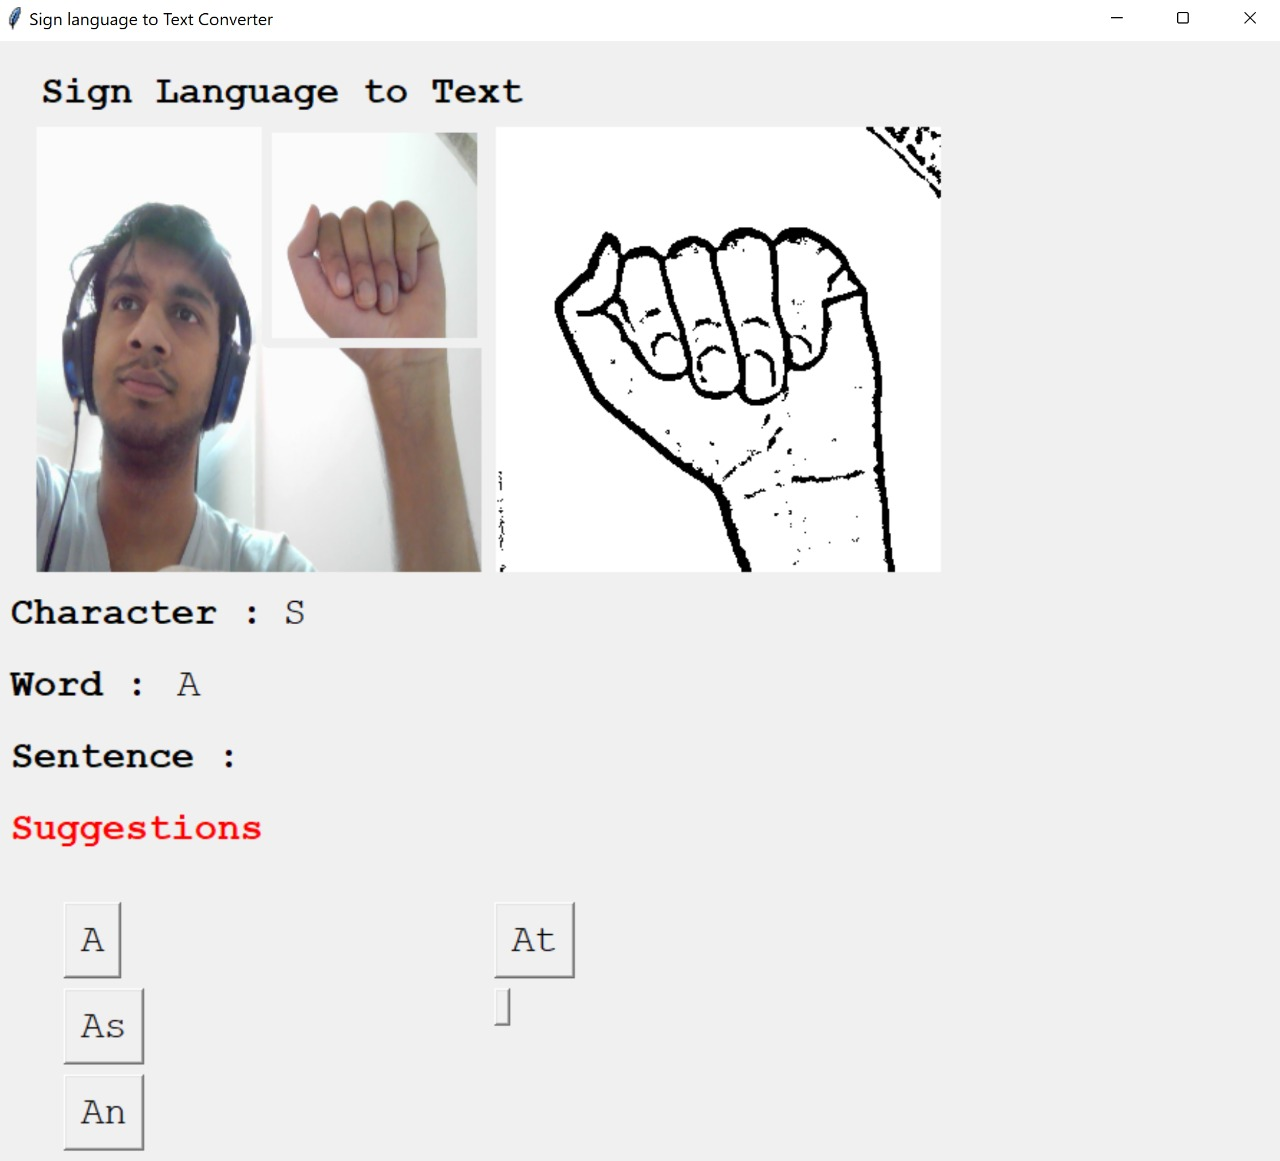 Sign language to Text Converter
Sign Language to Text
Character : S
Word : A
Sentence :
Suggestions
A
At
As
An